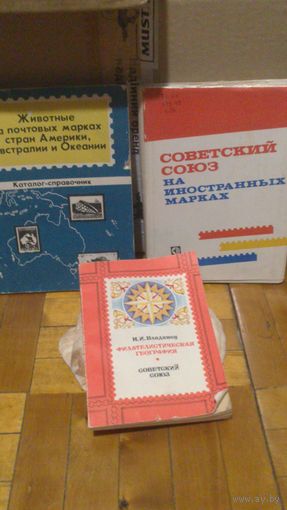 Животные
на почтовых марках
стран Америки,
Австралии и Океании
Каталог-справочник
MUST
СОВЕТСКИЙ
СОЮЗ
НА
ИНОСТРАННЫХ
МАРКАХ
Н.И. Владинец
ФИЛАТЕЛИСТИЧЕСКАЯ
ГЕОГРАФИЯ
СОВЕТСКИЙ
СОЮЗ
www.ay.by